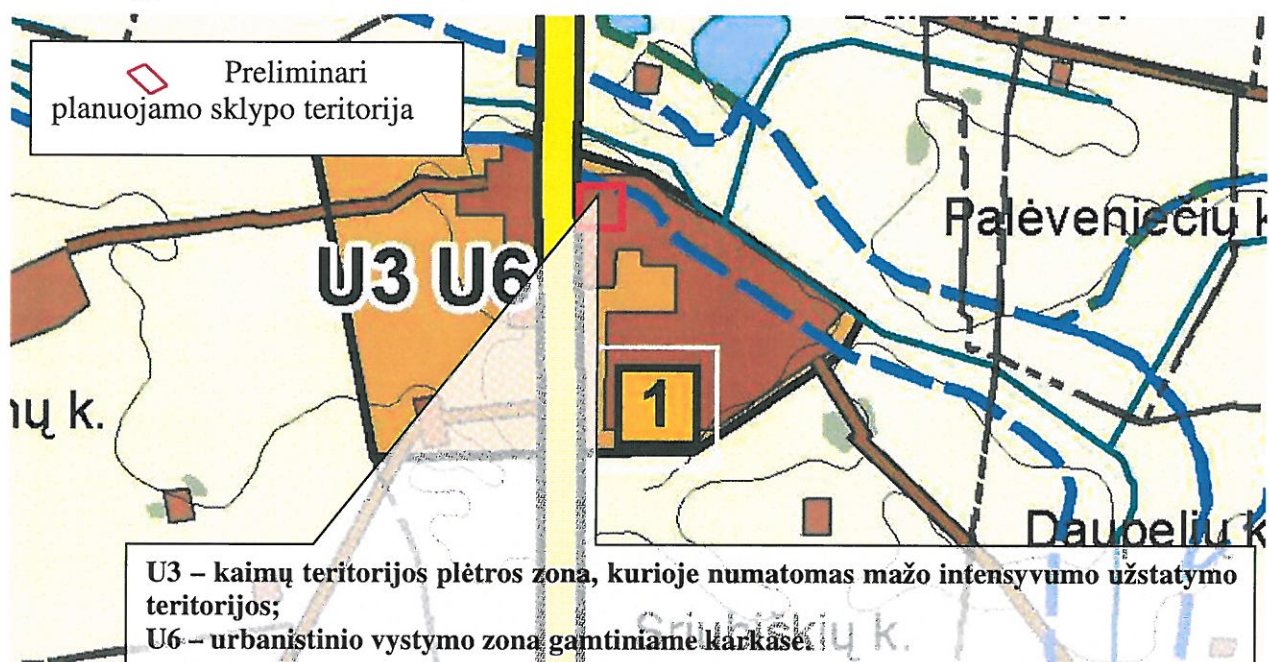 Preliminari
planuojamo sklypo teritorija
Palėveniečių k
U3 U6
1
ų k.
Daubelių k
U3 – kaimų teritorijos plėtros zona, kurioje numatomas mažo intensyvumo užstatymo
teritorijos;
Sriubiškių k.
U6 – urbanistinio vystymo zona gamtiniame karkase.